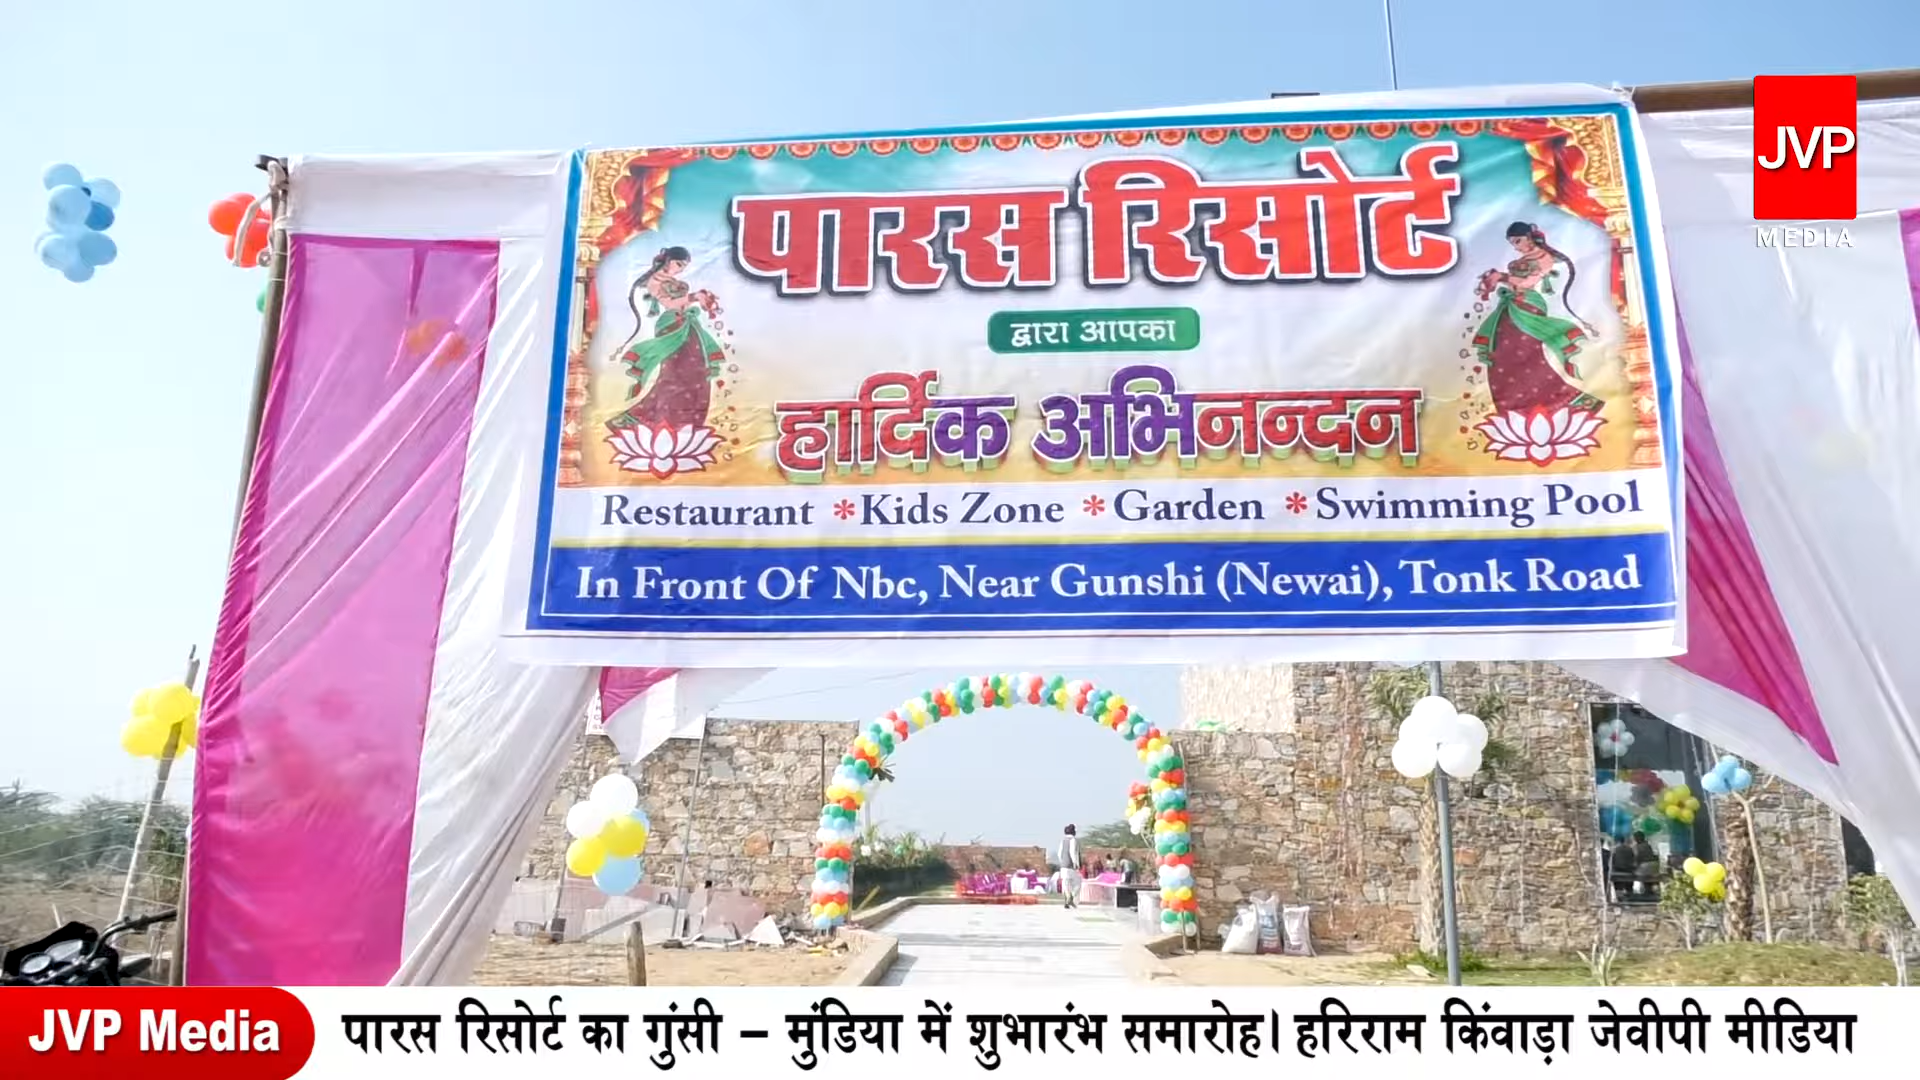 JVP
MEDIA
पारस रिसोर्ट
द्वारा आपका
हार्दिक अभिनन्दन
Restaurant *Kids Zone *Garden *Swimming Pool
In Front Of Nbc, Near Gunshi (Newai), Tonk Road
JVP Media
पारस रिसोर्ट का गुंसी – मुंडिया में शुभारंभ समारोह। हरिराम किंवाड़ा जेवीपी मीडिया